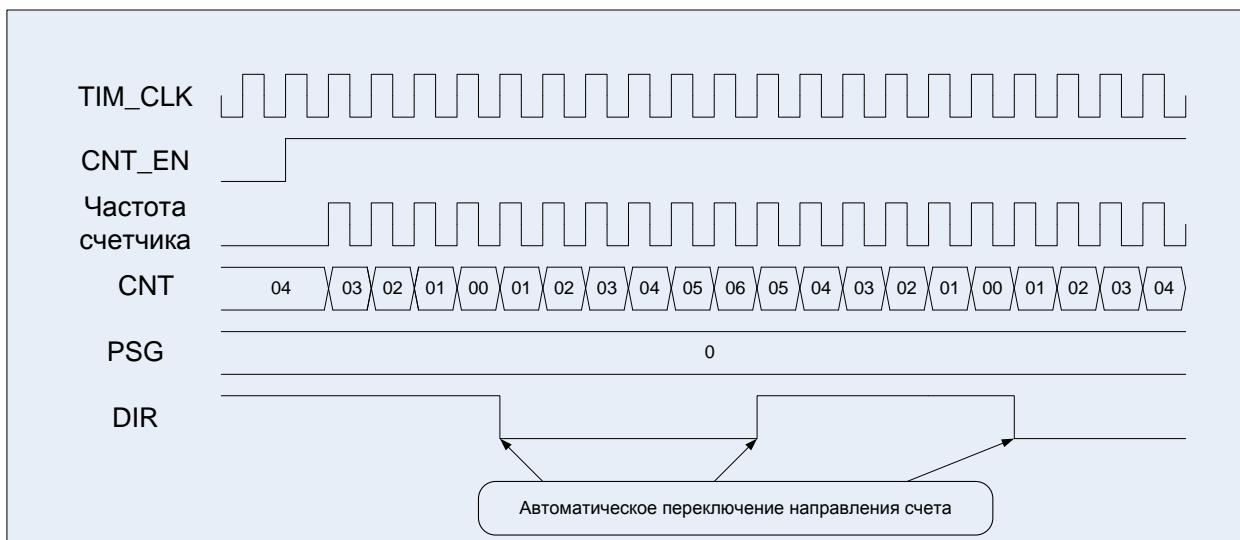 TIM_CLK
CNT_EN
Частота
счетчика
CNT
04 03 02 01 00 01 02 03 04 05 06 05 04 03 02 01 00 01 02 03 04
PSG
0
DIR
Автоматическое переключение направления счета